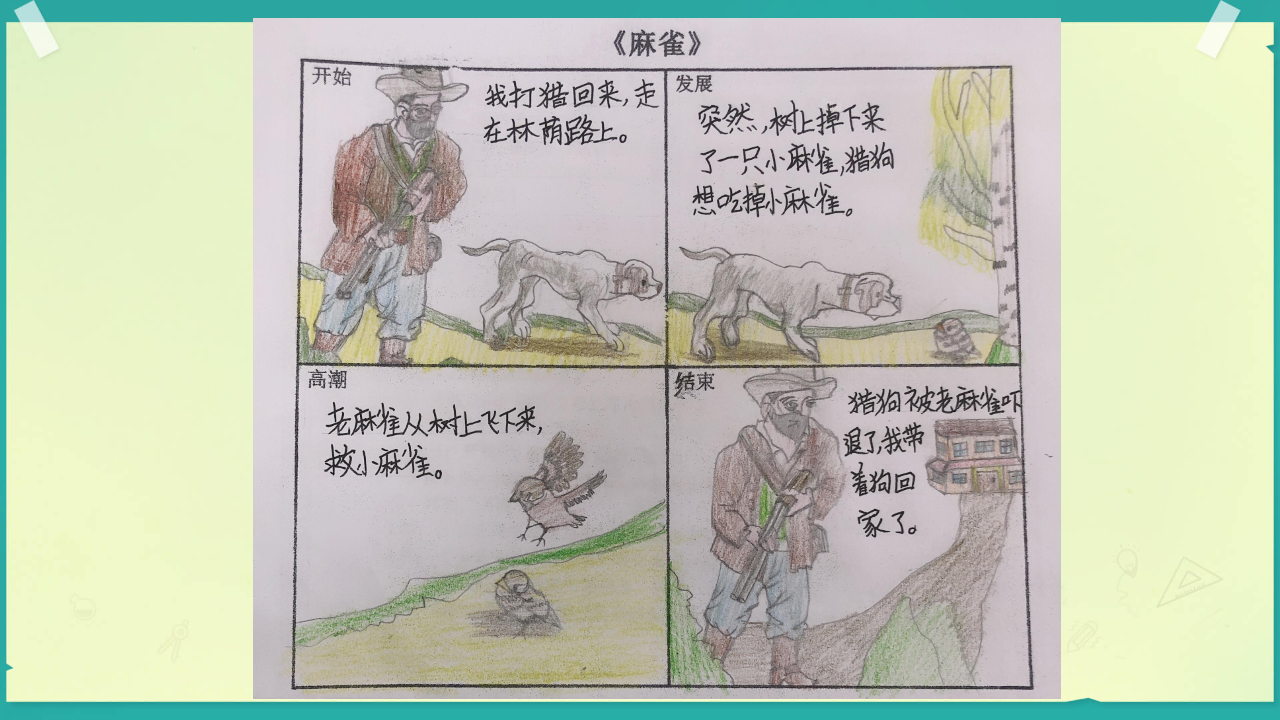 《麻雀》
开始
我打猎回来,走
在林荫路上。
发展
突然,树上掉下来
了一只小麻雀,猎狗
想吃掉小麻雀。
高潮
老麻雀从树上飞下来,
救小麻雀。
结束
猎狗被老麻雀吓
退了,我带
着狗回
家了。